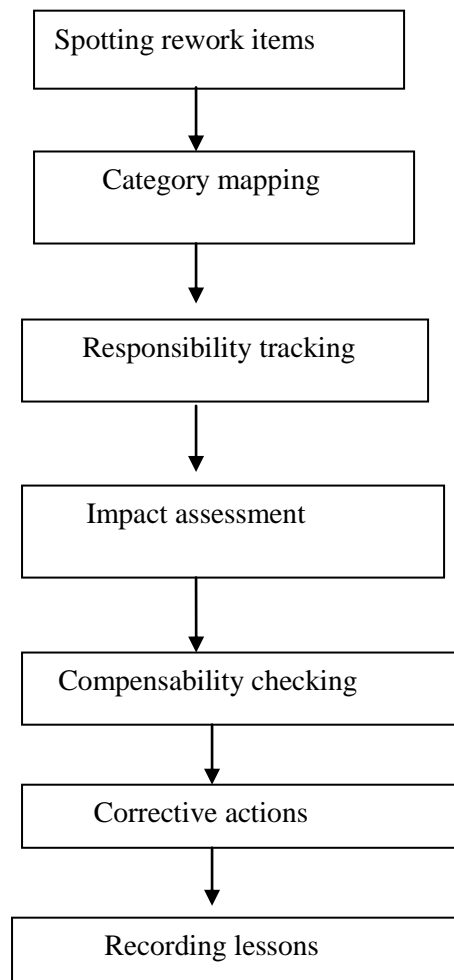 Spotting rework items
Category mapping
Responsibility tracking
Impact assessment
Compensability checking
Corrective actions
Recording lessons